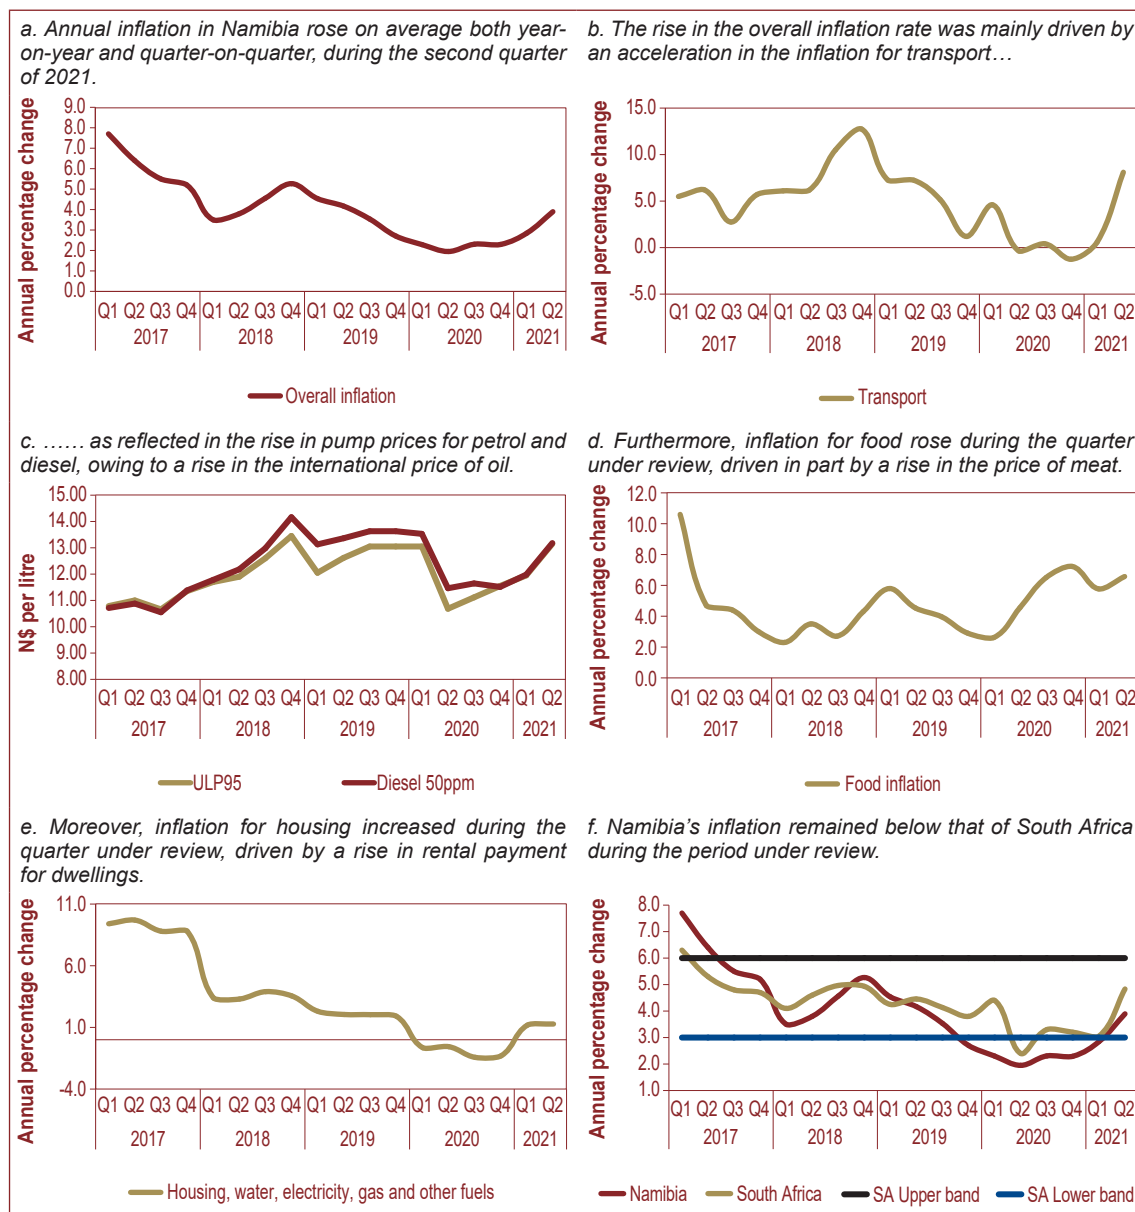 a. Annual inflation in Namibia rose on average both year-
on-year and quarter-on-quarter, during the second quarter
of 2021.
Annual percentage change
9.0
8.0
7.0
6.0
5.0
4.0
3.0
2.0
1.0
0.0
Q1 Q2 Q3 Q4 Q1 Q2 Q3 Q4 Q1 Q2 Q3 Q4 Q1 Q2 Q3 Q4 Q1 Q2
2017 2018 2019 2020 2021
Overall inflation
b. The rise in the overall inflation rate was mainly driven by
an acceleration in the inflation for transport…
Annual percentage change
15.0
10.0
5.0
0.0
-5.0
Q1 Q2 Q3 Q4 Q1 Q2 Q3 Q4 Q1 Q2 Q3 Q4 Q1 Q2 Q3 Q4 Q1 Q2
2017 2018 2019 2020 2021
Transport
c. …… as reflected in the rise in pump prices for petrol and
diesel, owing to a rise in the international price of oil.
N$ per litre
15.00
14.00
13.00
12.00
11.00
10.00
9.00
8.00
Q1 Q2 Q3 Q4 Q1 Q2 Q3 Q4 Q1 Q2 Q3 Q4 Q1 Q2 Q3 Q4 Q1 Q2
2017 2018 2019 2020 2021
ULP95 Diesel 50ppm
d. Furthermore, inflation for food rose during the quarter
under review, driven in part by a rise in the price of meat.
Annual percentage change
12.0
10.0
8.0
6.0
4.0
2.0
0.0
Q1 Q2 Q3 Q4 Q1 Q2 Q3 Q4 Q1 Q2 Q3 Q4 Q1 Q2 Q3 Q4 Q1 Q2
2017 2018 2019 2020 2021
Food inflation
e. Moreover, inflation for housing increased during the
quarter under review, driven by a rise in rental payment
for dwellings.
Annual percentage change
11.0
6.0
1.0
-4.0
Q1 Q2 Q3 Q4 Q1 Q2 Q3 Q4 Q1 Q2 Q3 Q4 Q1 Q2 Q3 Q4 Q1 Q2
2017 2018 2019 2020 2021
Housing, water, electricity, gas and other fuels
f. Namibia’s inflation remained below that of South Africa
during the period under review.
Annual percentage change
8.0
7.0
6.0
5.0
4.0
3.0
2.0
1.0
Q1 Q2 Q3 Q4 Q1 Q2 Q3 Q4 Q1 Q2 Q3 Q4 Q1 Q2 Q3 Q4 Q1 Q2
2017 2018 2019 2020 2021
Namibia South Africa SA Upper band SA Lower band